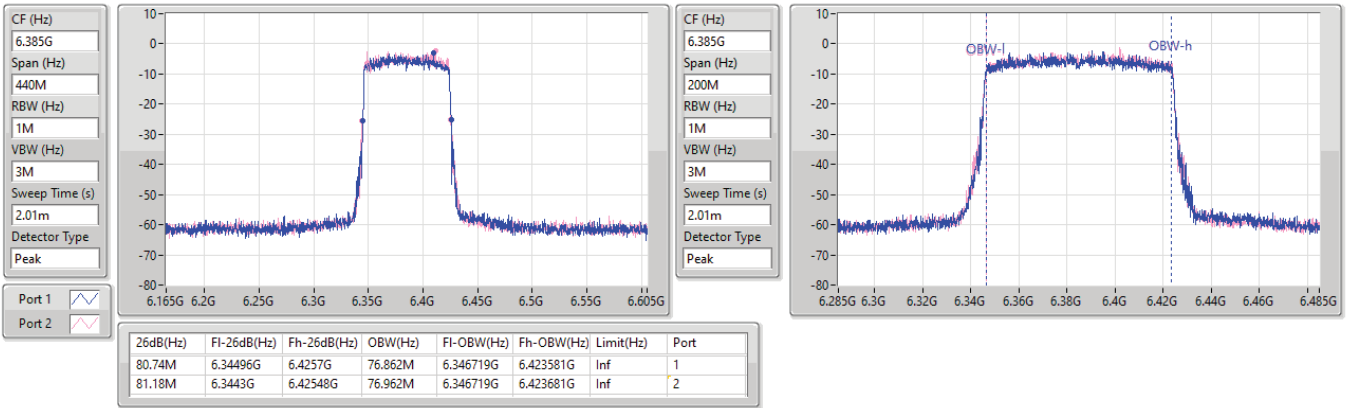 CF (Hz)
6.385G
Span (Hz)
440M
RBW (Hz)
1M
VBW (Hz)
3M
Sweep Time (s)
2.01m
Detector Type
Peak
Port 1
Port 2
10-
0-
-10-
-20-
-30-
-40-
-50-
-60-
-70-
-80-
6.165G 6.2G 6.25G 6.3G 6.35G 6.4G 6.45G 6.5G 6.55G 6.605G
CF (Hz)
6.385G
Span (Hz)
200M
RBW (Hz)
1M
VBW (Hz)
3M
Sweep Time (s)
2.01m
Detector Type
Peak
10-
0-
-10-
-20-
-30-
-40-
-50-
-60-
-70-
-80-
OBW-l OBW-h
6.285G 6.3G 6.32G 6.34G 6.36G 6.38G 6.4G 6.42G 6.44G 6.46G 6.485G
26dB(Hz) Fl-26dB(Hz) Fh-26dB(Hz) OBW(Hz) Fl-OBW(Hz) Fh-OBW(Hz) Limit(Hz) Port
80.74M 6.34496G 6.4257G 76.862M 6.346719G 6.423581G Inf 1
81.18M 6.3443G 6.42548G 76.962M 6.346719G 6.423681G Inf 2